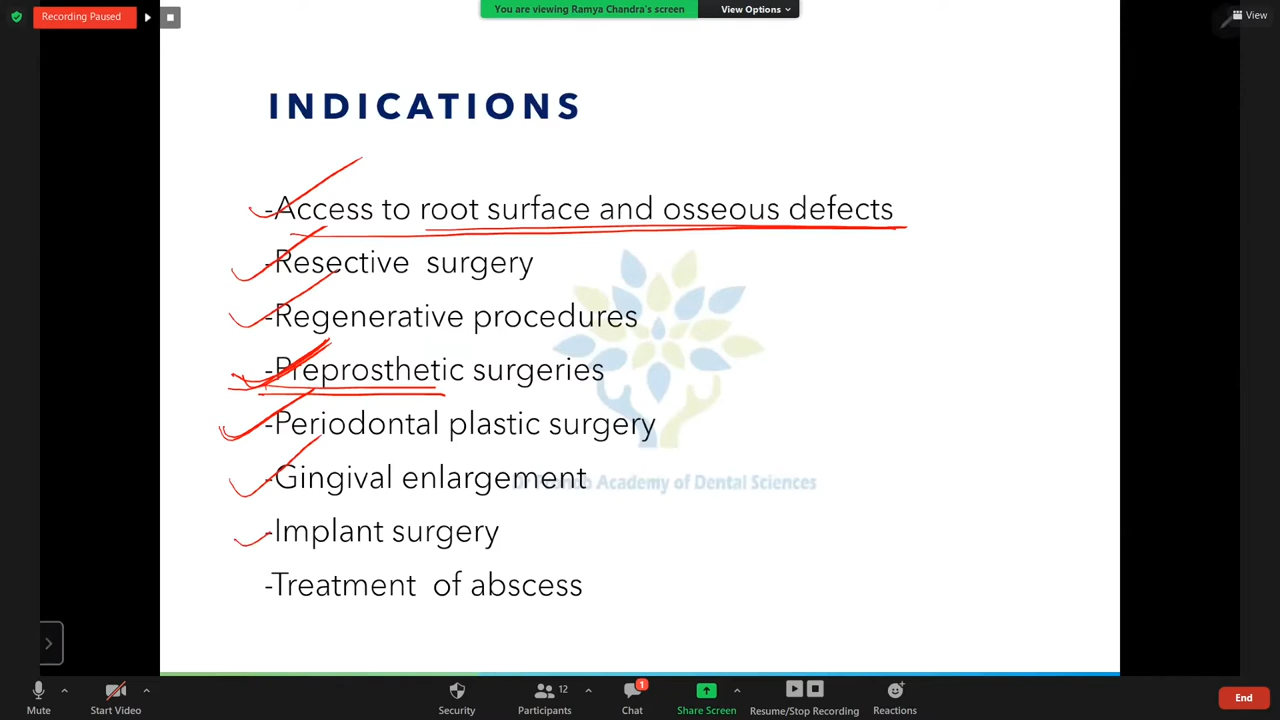 Recording Paused
You are viewing Ramya Chandra's screen
View Options
View
INDICATIONS
-Access to root surface and osseous defects
-Resective surgery
-Regenerative procedures
-Preprosthetic surgeries
-Periodontal plastic surgery
-Gingival enlargement
Academy of Dental Sciences
-Implant surgery
-Treatment of abscess
Mute
Start Video
Security
12
Participants
1
Chat
Share Screen
Resume/Stop Recording
Reactions
End